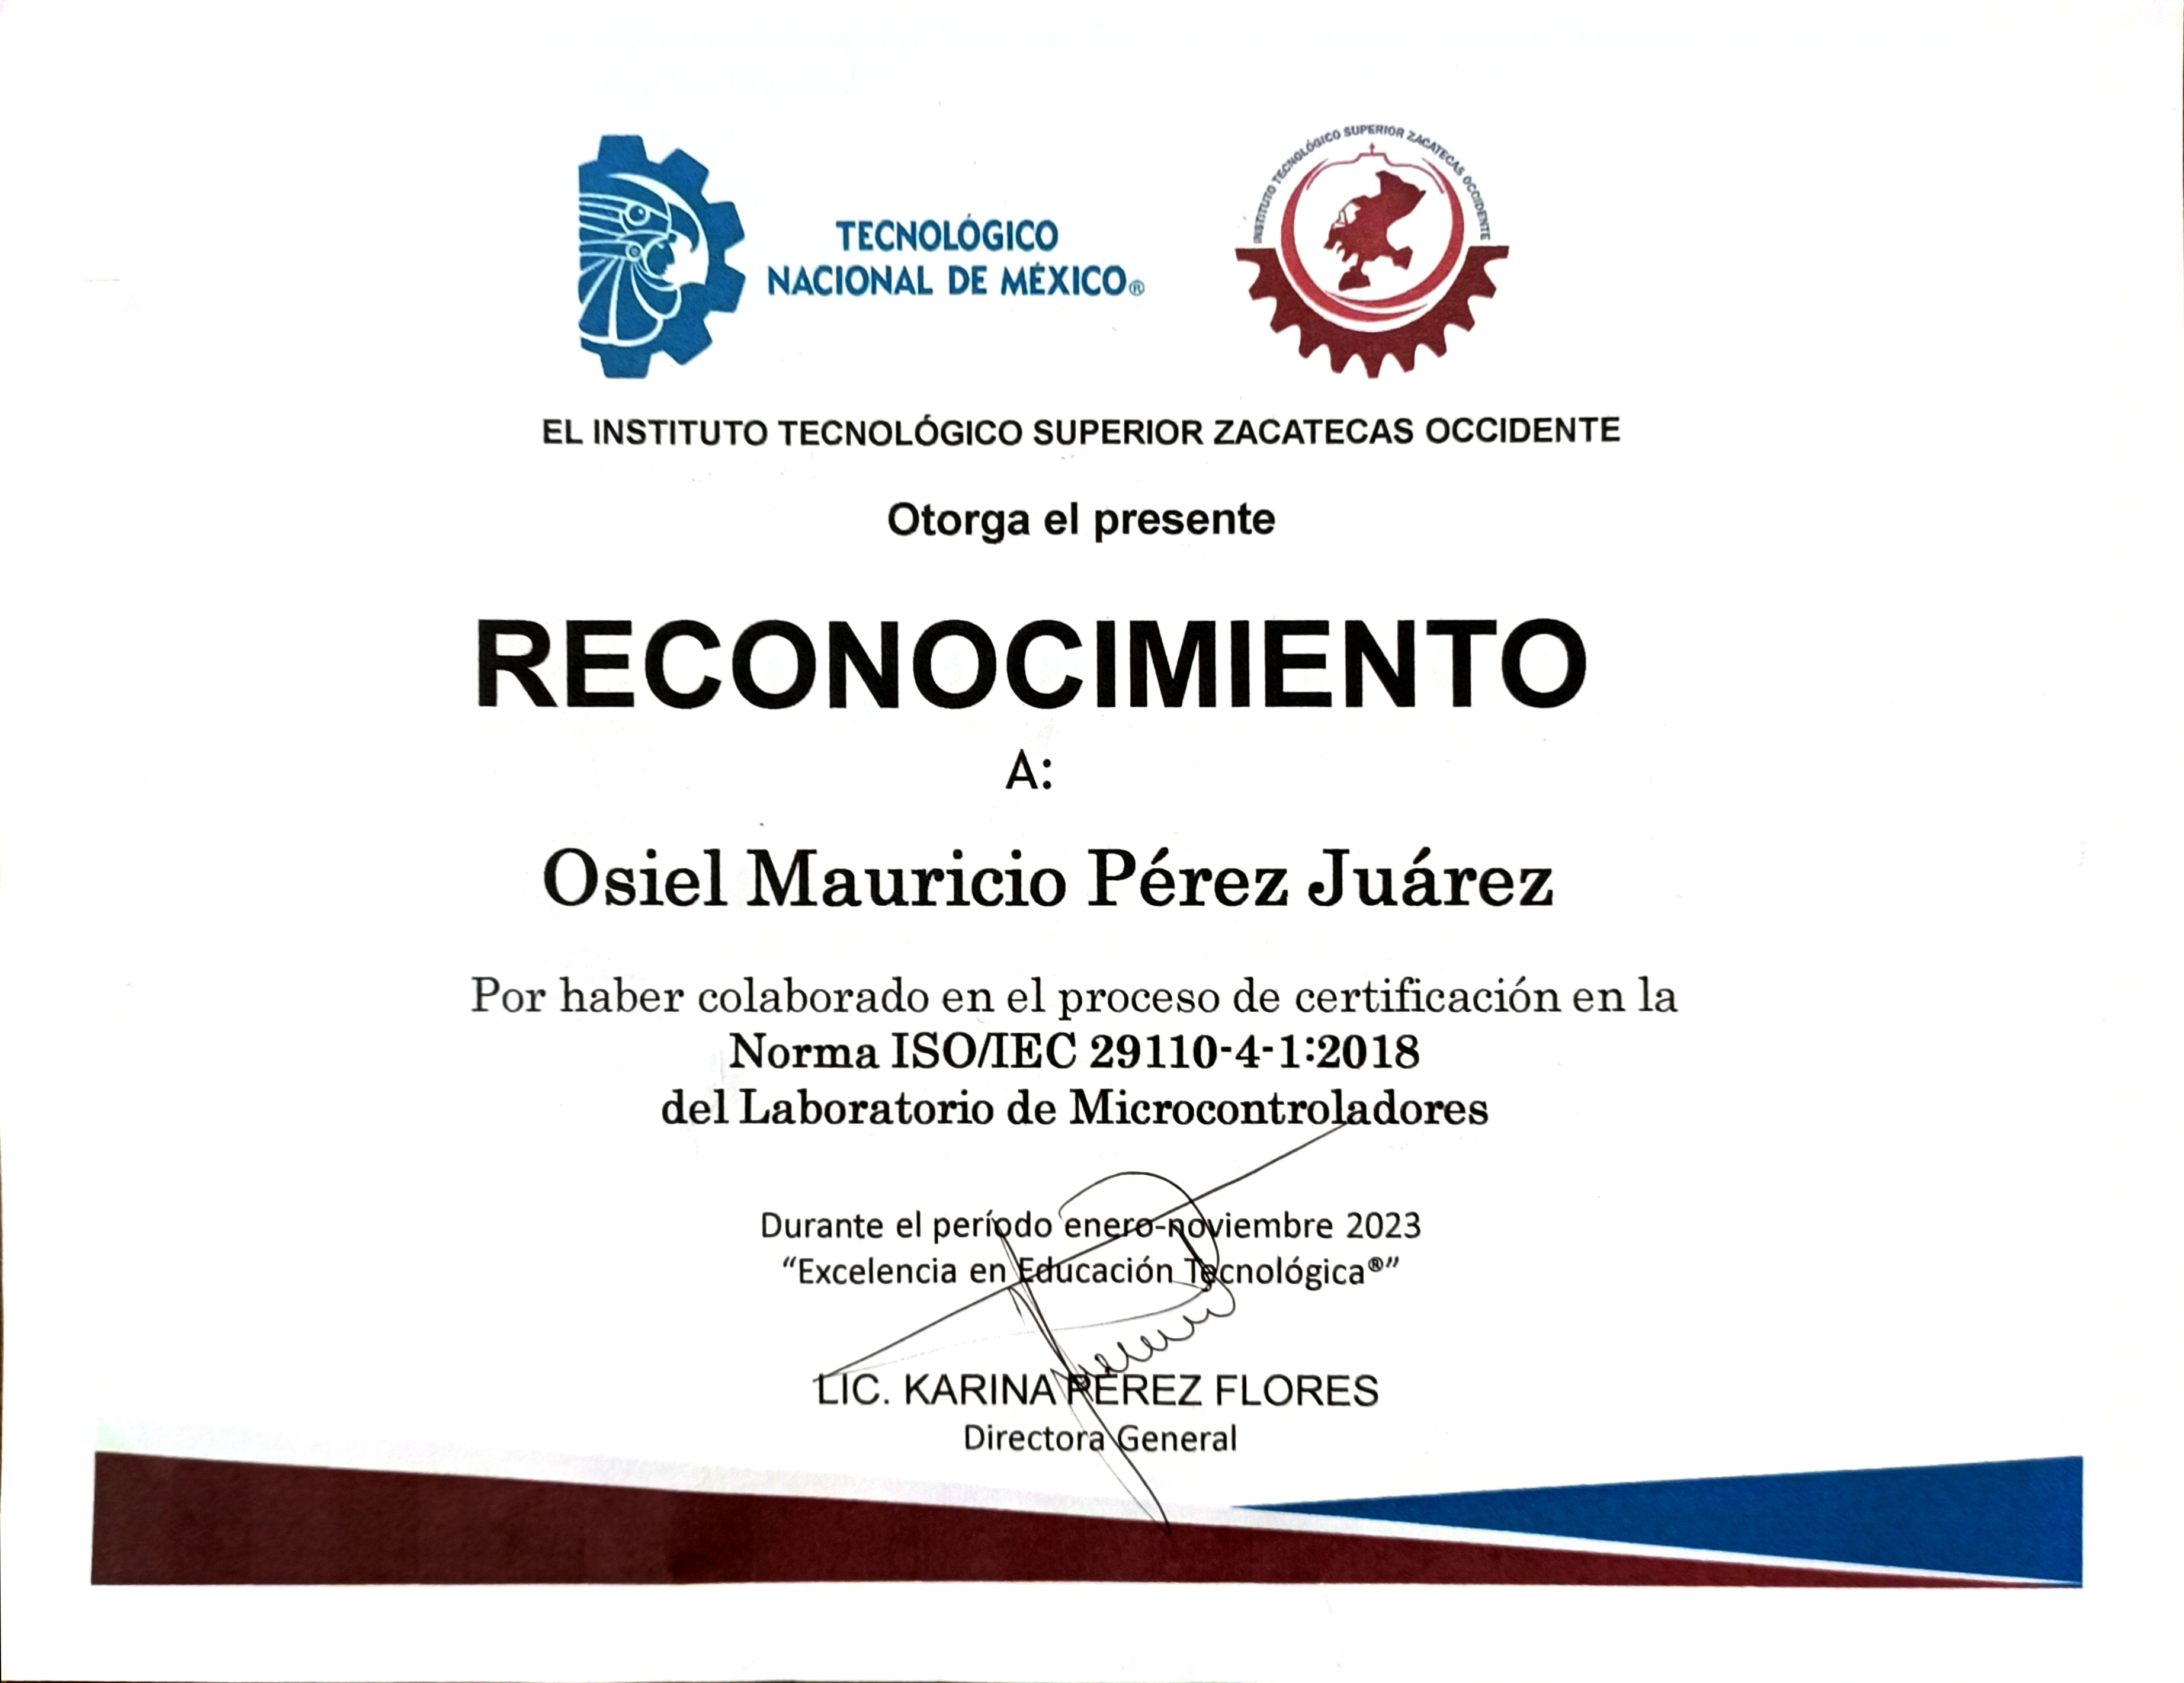 TECNOLÓGICO
NACIONAL DE MÉXICO®
INSTITUTO TECNOLÓGICO SUPERIOR ZACATECAS OCCIDENTE
EL INSTITUTO TECNOLÓGICO SUPERIOR ZACATECAS OCCIDENTE
Otorga el presente
RECONOCIMIENTO
A:
Osiel Mauricio Pérez Juárez
Por haber colaborado en el proceso de certificación en la
Norma ISO/IEC 29110-4-1:2018
del Laboratorio de Microcontroladores
Durante el período enero-noviembre 2023
“Excelencia en Educación Tecnológica®”
LIC. KARINA PÉREZ FLORES
Directora General